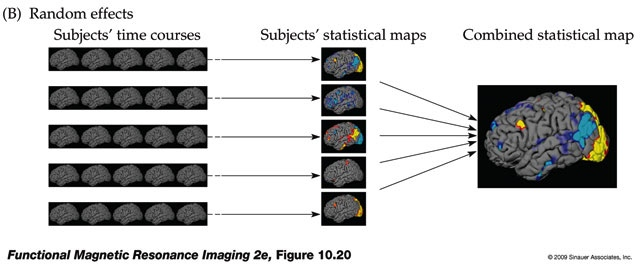 (B) Random effects
Subjects' time courses Subjects' statistical maps Combined statistical map
Functional Magnetic Resonance Imaging 2e, Figure 10.20
© 2009 Sinauer Associates, Inc.